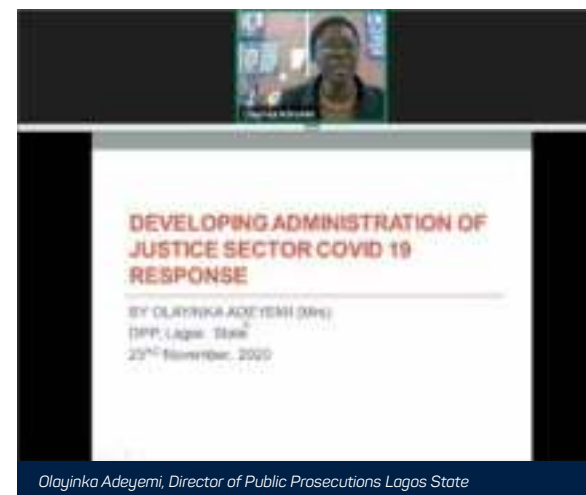 DEVELOPING ADMINISTRATION OF
JUSTICE SECTOR COVID 19
RESPONSE
BY OLAYINKA ADEYEMI (Mrs)
DPP, Lagos State
23RD November, 2020
Olayinka Adeyemi, Director of Public Prosecutions Lagos State